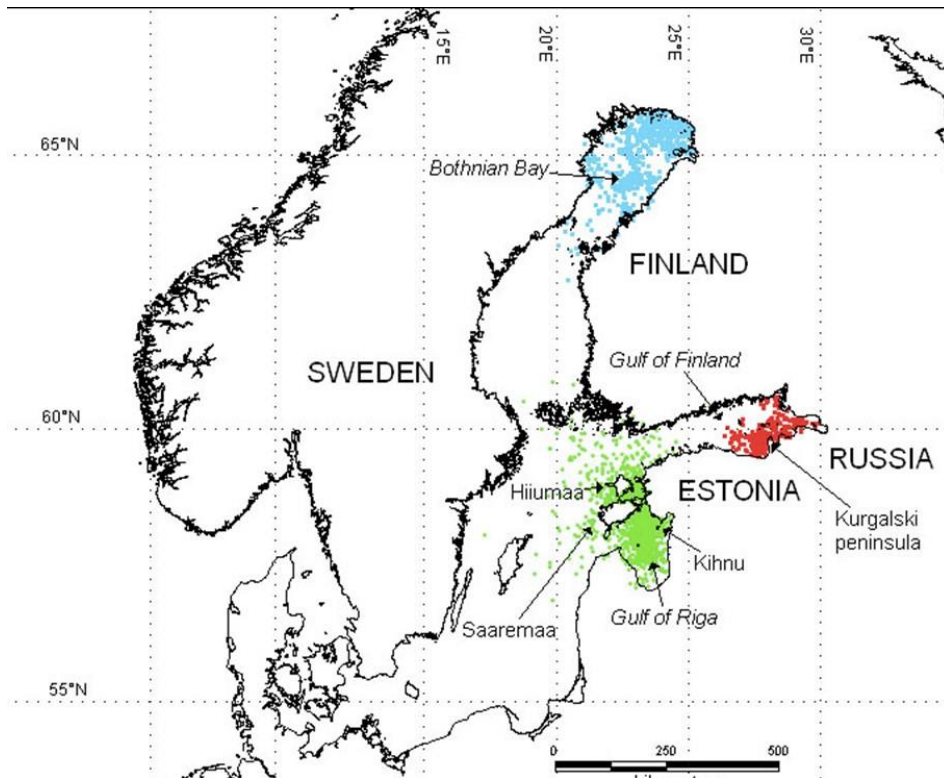 15°E
20°E
25°E
30°E
65°N
Bothnian Bay
FINLAND
SWEDEN
Gulf of Finland
60°N
RUSSIA
Hiiumaa
ESTONIA
Kurgalski
peninsula
Kihnu
Saaremaa
Gulf of Riga
55°N
0 250 500